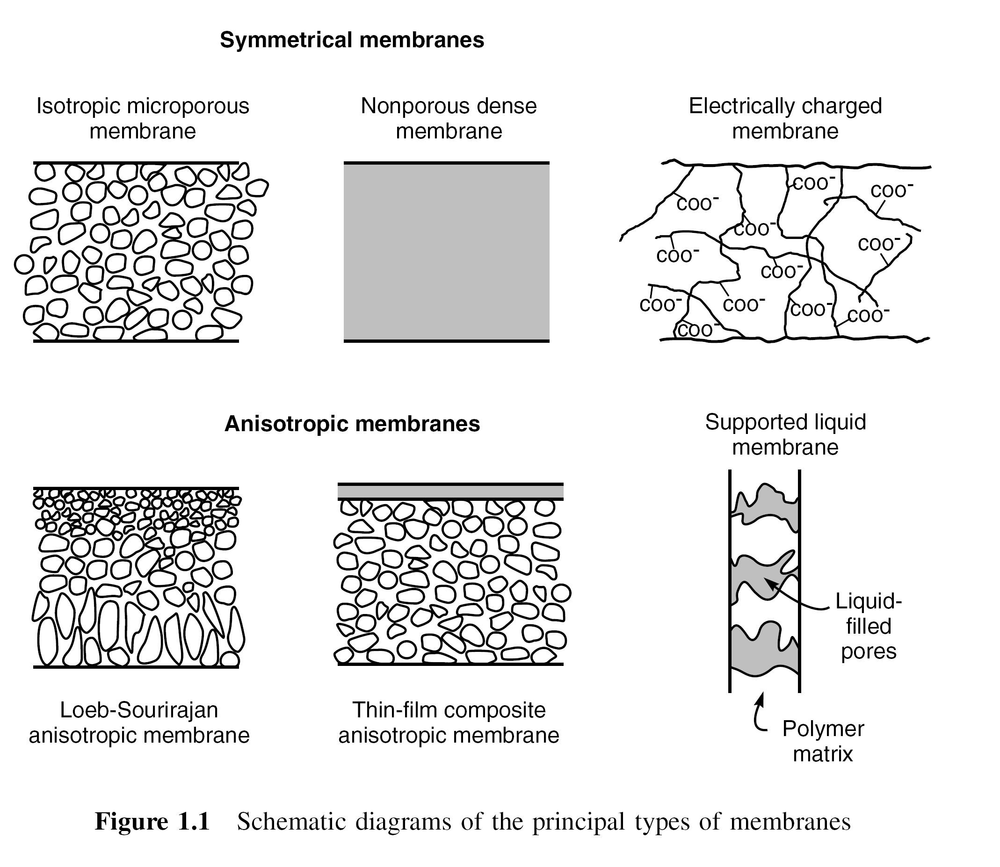 Symmetrical membranes
Isotropic microporous
membrane
Nonporous dense
membrane
Electrically charged
membrane
COO-
COO-
COO-
COO-
COO-
COO-
COO-
COO-
COO-
COO-
COO-
COO-
Anisotropic membranes
Supported liquid
membrane
Liquid-
filled
pores
Loeb-Sourirajan
anisotropic membrane
Thin-film composite
anisotropic membrane
Polymer
matrix
Figure 1.1 Schematic diagrams of the principal types of membranes